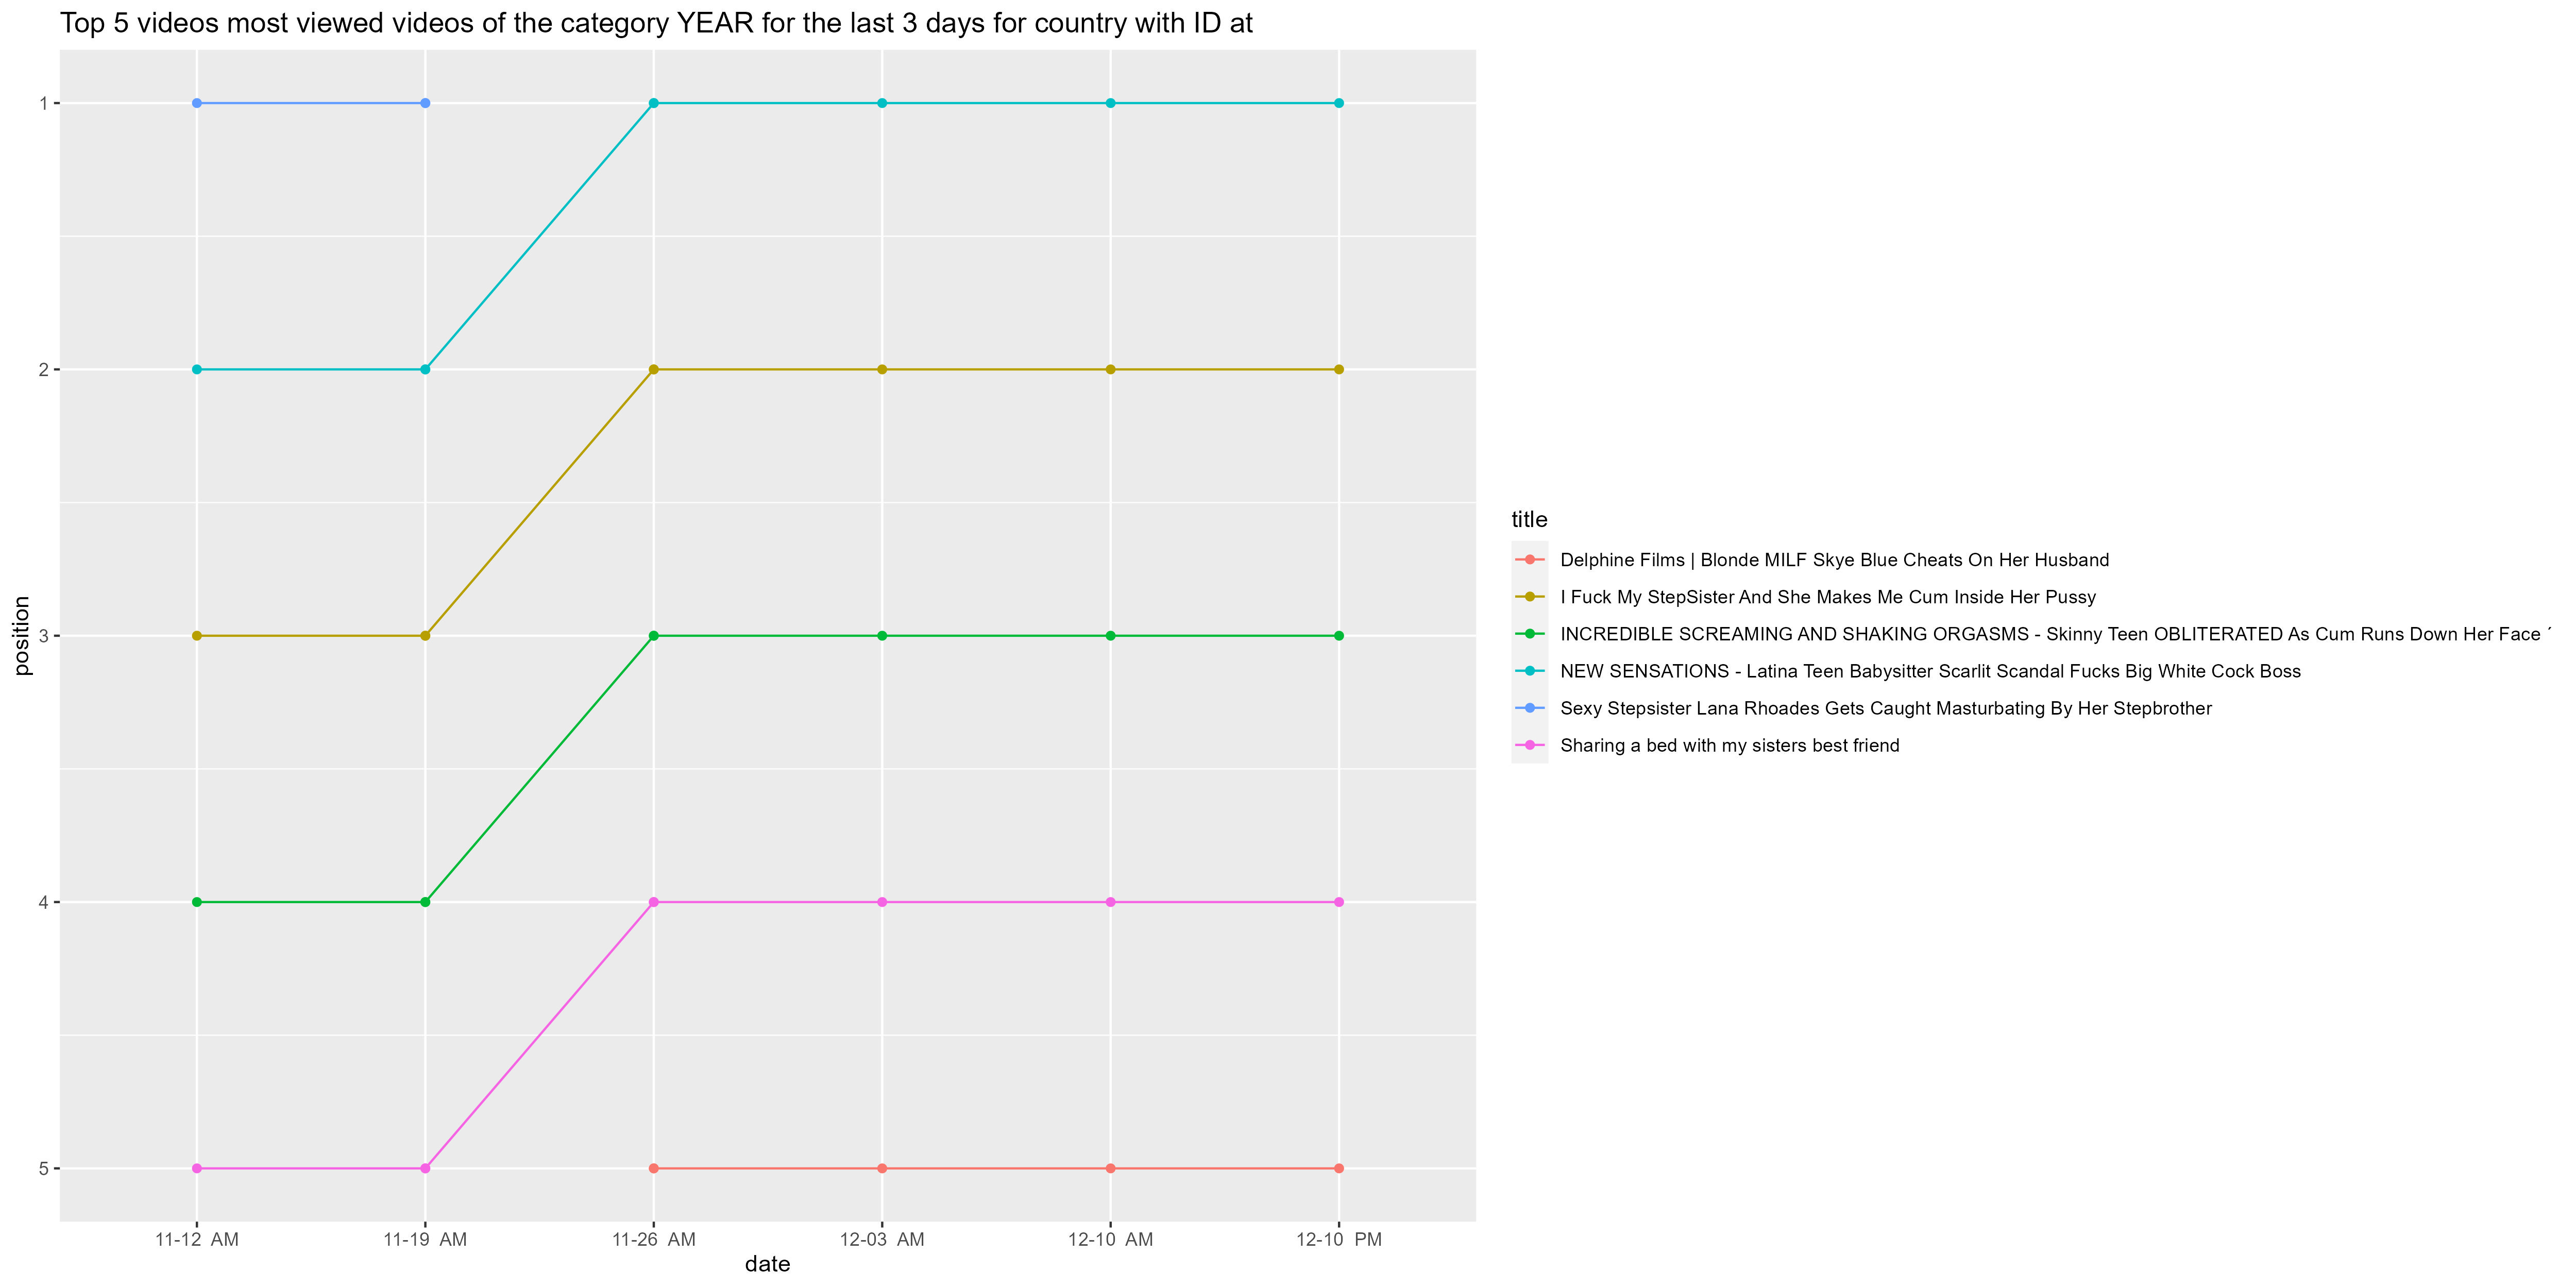 Top 5 videos most viewed videos of the category YEAR for the last 3 days for country with ID at
position
1
2
3
4
5
11-12 AM
11-19 AM
11-26 AM
12-03 AM
12-10 AM
12-10 PM
date
title
Delphine Films | Blonde MILF Skye Blue Cheats On Her Husband
I Fuck My StepSister And She Makes Me Cum Inside Her Pussy
INCREDIBLE SCREAMING AND SHAKING ORGASMS - Skinny Teen OBLITERATED As Cum Runs Down Her Face
NEW SENSATIONS - Latina Teen Babysitter Scarlit Scandal Fucks Big White Cock Boss
Sexy Stepsister Lana Rhoades Gets Caught Masturbating By Her Stepbrother
Sharing a bed with my sisters best friend